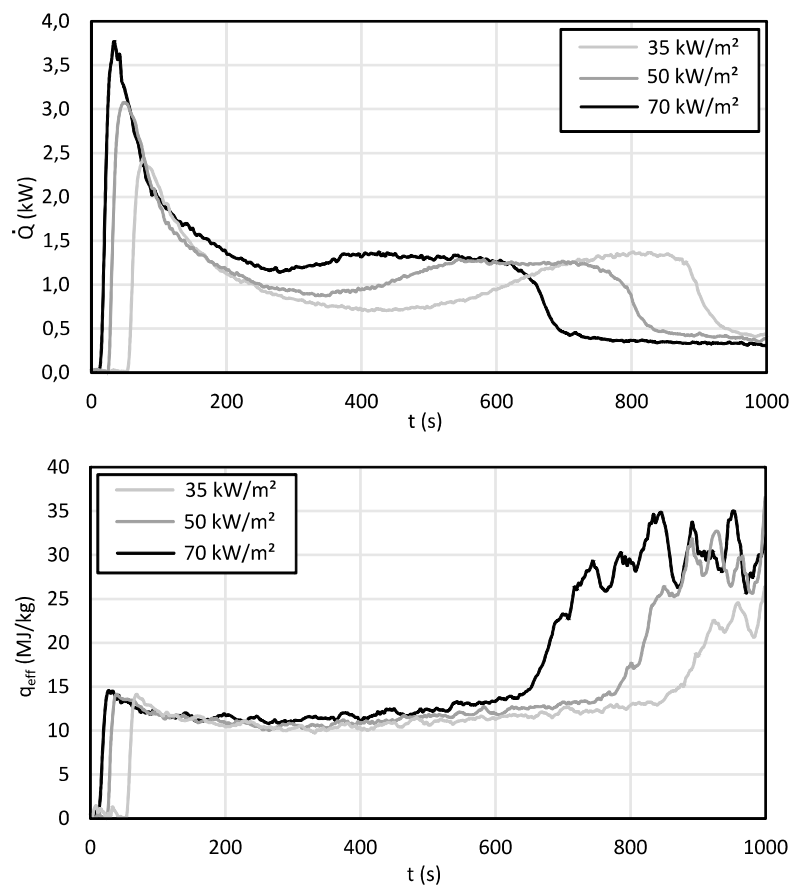 4,0
3,5
3,0
2,5
2,0
1,5
1,0
0,5
0,0
Q̇ (kW)
35 kW/m²
50 kW/m²
70 kW/m²
0 200 400 600 800 1000
t (s)
40
35
30
25
20
15
10
5
0
q_eff (MJ/kg)
35 kW/m²
50 kW/m²
70 kW/m²
0 200 400 600 800 1000
t (s)